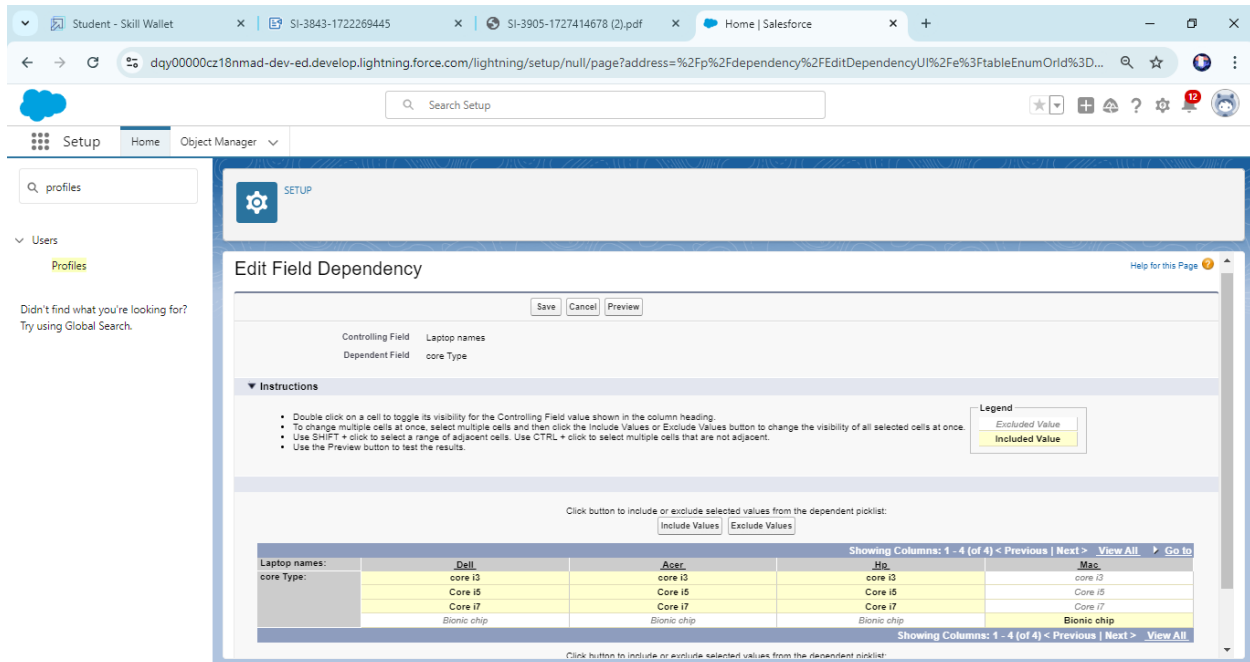 Student - Skill Wallet
SI-3843-1722269445
SI-3905-1727414678 (2).pdf
Home | Salesforce
dqy00000cz18nmad-dev-ed.develop.lightning.force.com/lightning/setup/null/page?address=%2Fp%2Fdependency%2FEditDependencyUI%2Fe%3FtableEnumOrId%3D...
Search Setup
12
Setup Home Object Manager
profiles
SETUP
Users
Profiles
Didn't find what you're looking for?
Try using Global Search.
Edit Field Dependency
Help for this Page
Save Cancel Preview
Controlling Field Laptop names
Dependent Field core Type
Instructions
Double click on a cell to toggle its visibility for the Controlling Field value shown in the column heading.
To change multiple cells at once, select multiple cells and then click the Include Values or Exclude Values button to change the visibility of all selected cells at once.
Use SHIFT + click to select a range of adjacent cells. Use CTRL + click to select multiple cells that are not adjacent.
Use the Preview button to test the results.
Legend
Excluded Value
Included Value
Click button to include or exclude selected values from the dependent picklist:
Include Values Exclude Values
Showing Columns: 1 - 4 (of 4) < Previous | Next > View All Go to
Laptop names: Dell Acer Hp Mac
core Type: core i3 core i3 core i3 core i3
Core i5 Core i5 Core i5 Core i5
Core i7 Core i7 Core i7 Core i7
Bionic chip Bionic chip Bionic chip Bionic chip
Showing Columns: 1 - 4 (of 4) < Previous | Next > View All
Click button to include or exclude selected values from the dependent picklist: